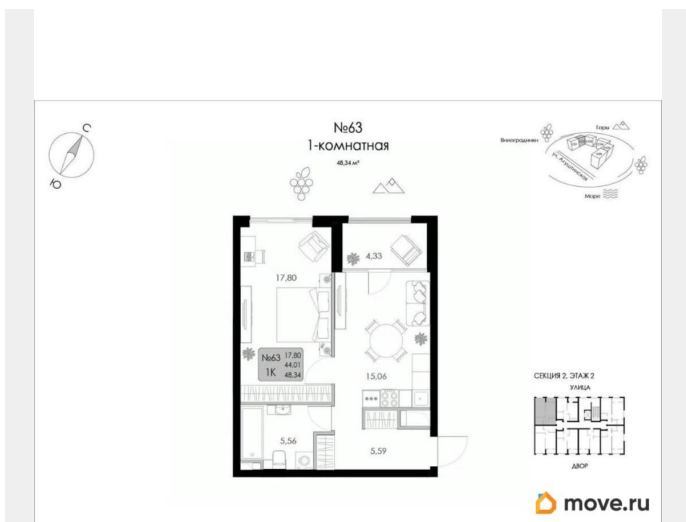 С
Ю
№63
1-комнатная
48,34 м²
Горы
Виноградники
ул. Алуштинская
Море
4,33
17,80
15,06
№63 17,80
1К 44,01
48,34
5,56
5,59
СЕКЦИЯ 2, ЭТАЖ 2
УЛИЦА
ДВОР
move.ru